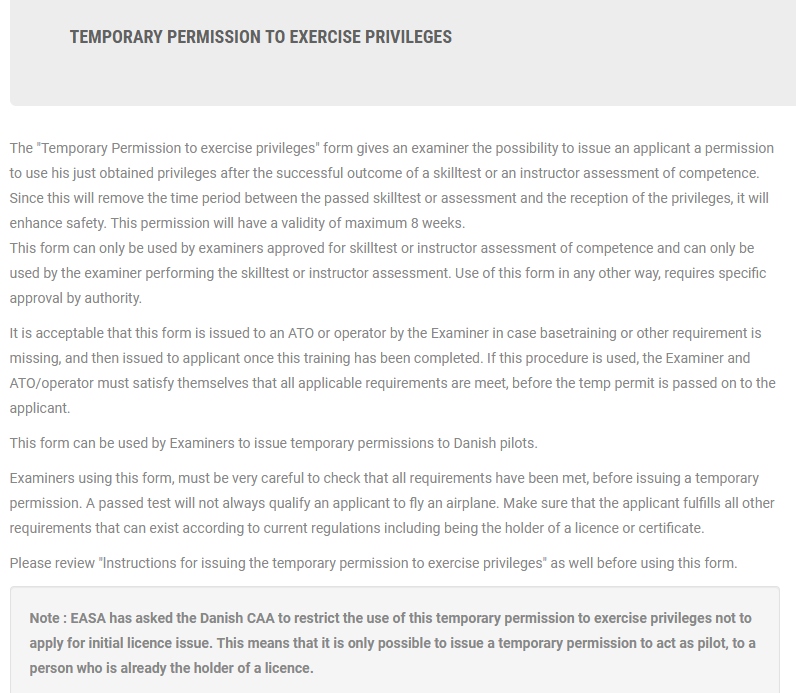 TEMPORARY PERMISSION TO EXERCISE PRIVILEGES
The "Temporary Permission to exercise privileges" form gives an examiner the possibility to issue an applicant a permission
to use his just obtained privileges after the successful outcome of a skilltest or an instructor assessment of competence.
Since this will remove the time period between the passed skilltest or assessment and the reception of the privileges, it will
enhance safety. This permission will have a validity of maximum 8 weeks.
This form can only be used by examiners approved for skilltest or instructor assessment of competence and can only be
used by the examiner performing the skilltest or instructor assessment. Use of this form in any other way, requires specific
approval by authority.
It is acceptable that this form is issued to an ATO or operator by the Examiner in case basetraining or other requirement is
missing, and then issued to applicant once this training has been completed. If this procedure is used, the Examiner and
ATO/operator must satisfy themselves that all applicable requirements are meet, before the temp permit is passed on to the
applicant.
This form can be used by Examiners to issue temporary permissions to Danish pilots.
Examiners using this form, must be very careful to check that all requirements have been met, before issuing a temporary
permission. A passed test will not always qualify an applicant to fly an airplane. Make sure that the applicant fulfills all other
requirements that can exist according to current regulations including being the holder of a licence or certificate.
Please review "Instructions for issuing the temporary permission to exercise privileges" as well before using this form.
Note : EASA has asked the Danish CAA to restrict the use of this temporary permission to exercise privileges not to
apply for initial licence issue. This means that it is only possible to issue a temporary permission to act as pilot, to a
person who is already the holder of a licence.